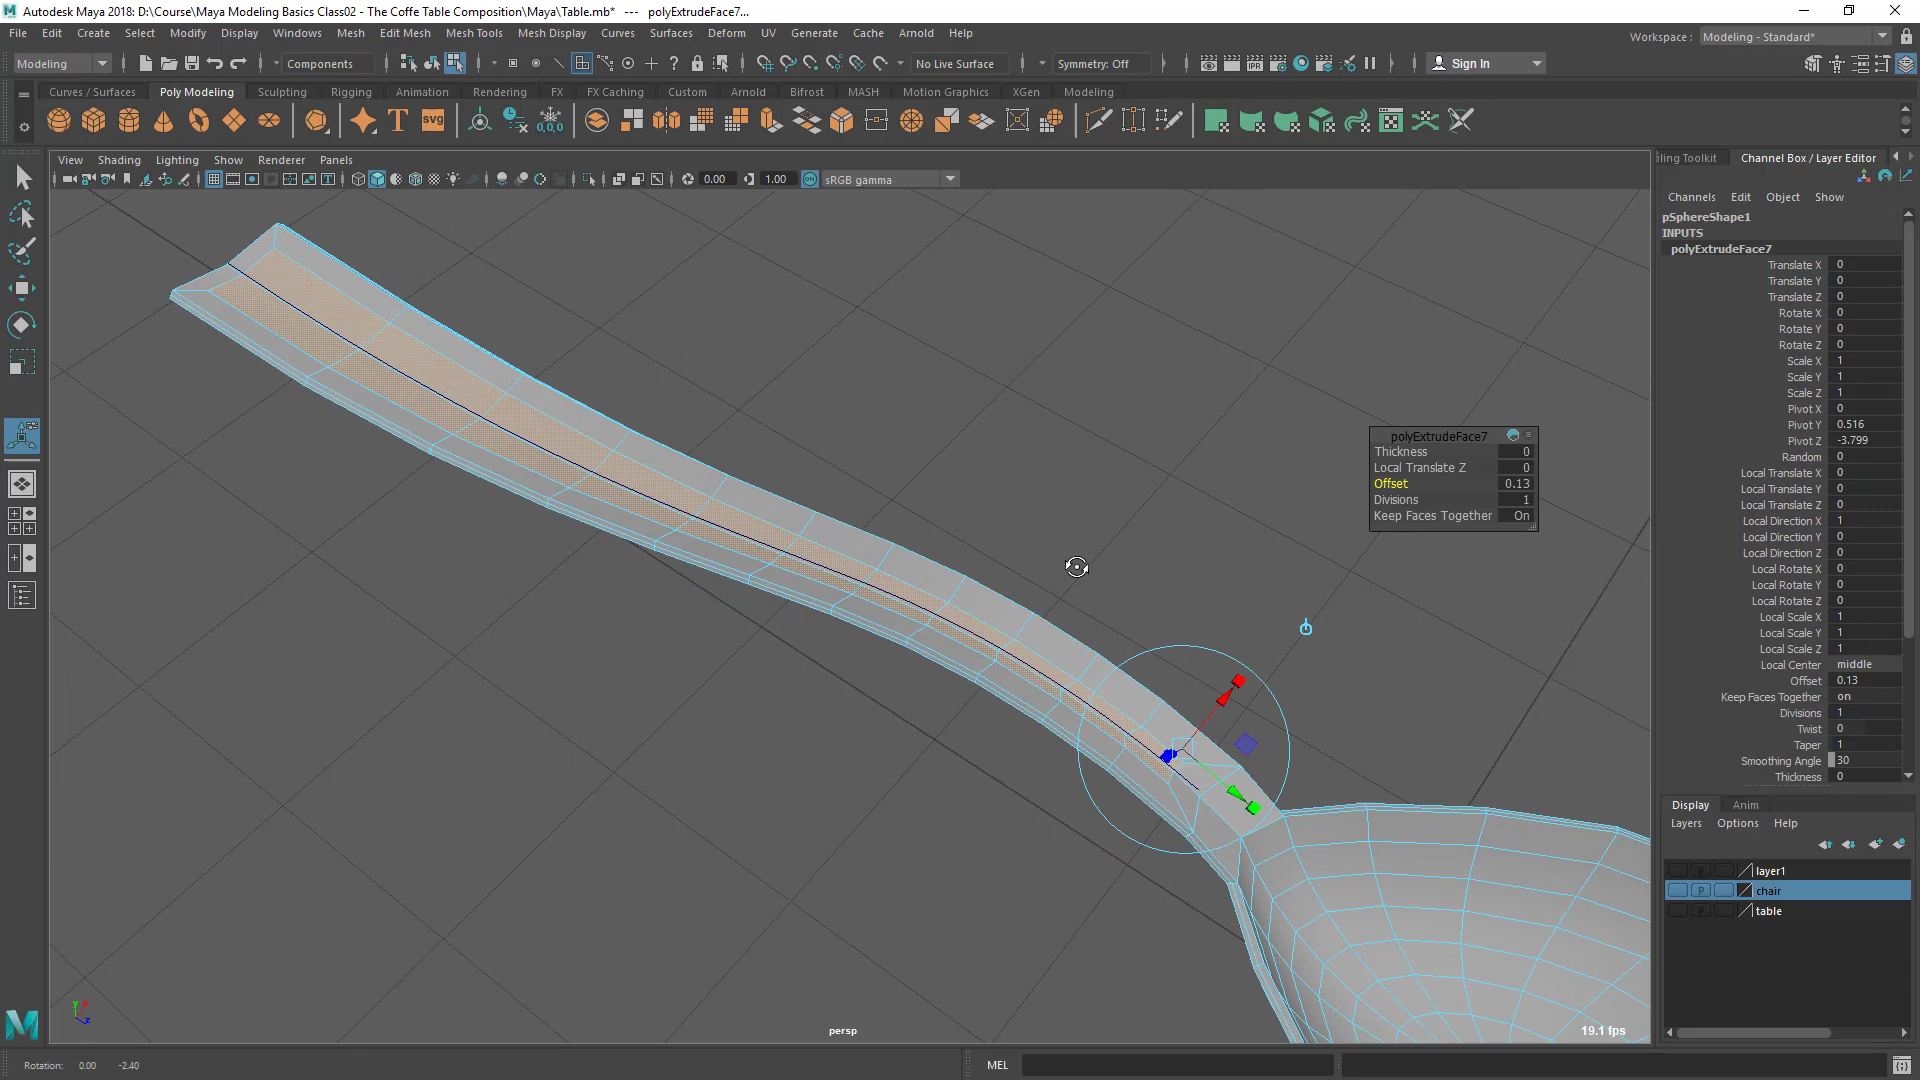 Autodesk Maya 2018: D:\Course\Maya Modeling Basics Class02 - The Coffe Table Composition\Maya\Table.mb* --- polyExtrudeFace7...
File Edit Create Select Modify Display Windows Mesh Edit Mesh Mesh Tools Mesh Display Curves Surfaces Deform UV Generate Cache Arnold Help
Workspace : Modeling - Standard*
Modeling Components No Live Surface Symmetry: Off Sign In
Curves / Surfaces Poly Modeling Sculpting Rigging Animation Rendering FX FX Caching Custom Arnold Bifrost MASH Motion Graphics XGen Modeling
T svg 0,0,0
View Shading Lighting Show Renderer Panels
0.00 1.00 sRGB gamma
eling Toolkit Channel Box / Layer Editor
Channels Edit Object Show
pSphereShape1
INPUTS
polyExtrudeFace7
Translate X 0
Translate Y 0
Translate Z 0
Rotate X 0
Rotate Y 0
Rotate Z 0
Scale X 1
Scale Y 1
Scale Z 1
Pivot X 0
Pivot Y 0.516
Pivot Z -3.799
Random 0
Local Translate X 0
Local Translate Y 0
Local Translate Z 0
Local Direction X 1
Local Direction Y 0
Local Direction Z 0
Local Rotate X 0
Local Rotate Y 0
Local Rotate Z 0
Local Scale X 1
Local Scale Y 1
Local Scale Z 1
Local Center middle
Offset 0.13
Keep Faces Together on
Divisions 1
Twist 0
Taper 1
Smoothing Angle 30
Thickness 0
polyExtrudeFace7
Thickness 0
Local Translate Z 0
Offset 0.13
Divisions 1
Keep Faces Together On
Display Anim
Layers Options Help
layer1
P chair
P table
persp
19.1 fps
Rotation: 0.00 -2.40
MEL